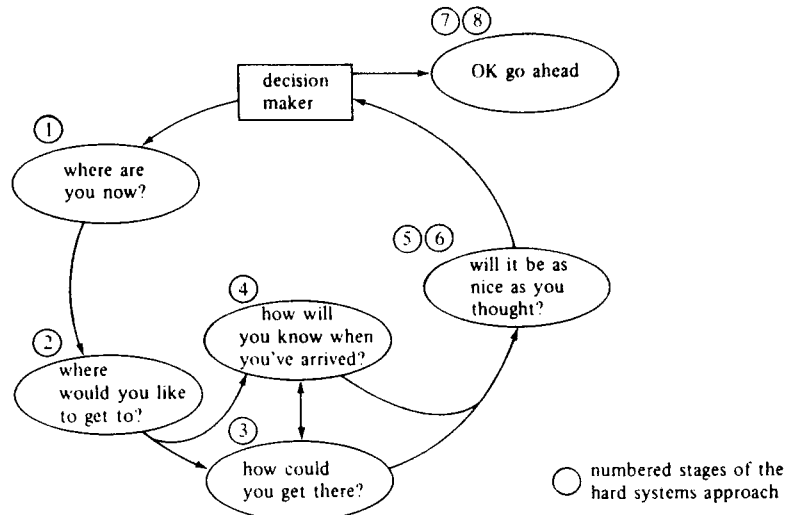 7 8
OK go ahead
decision
maker
1
where are
you now?
5 6
will it be as
nice as you
thought?
4
how will
you know when
you've arrived?
2
where
would you like
to get to?
3
how could
you get there?
numbered stages of the
hard systems approach